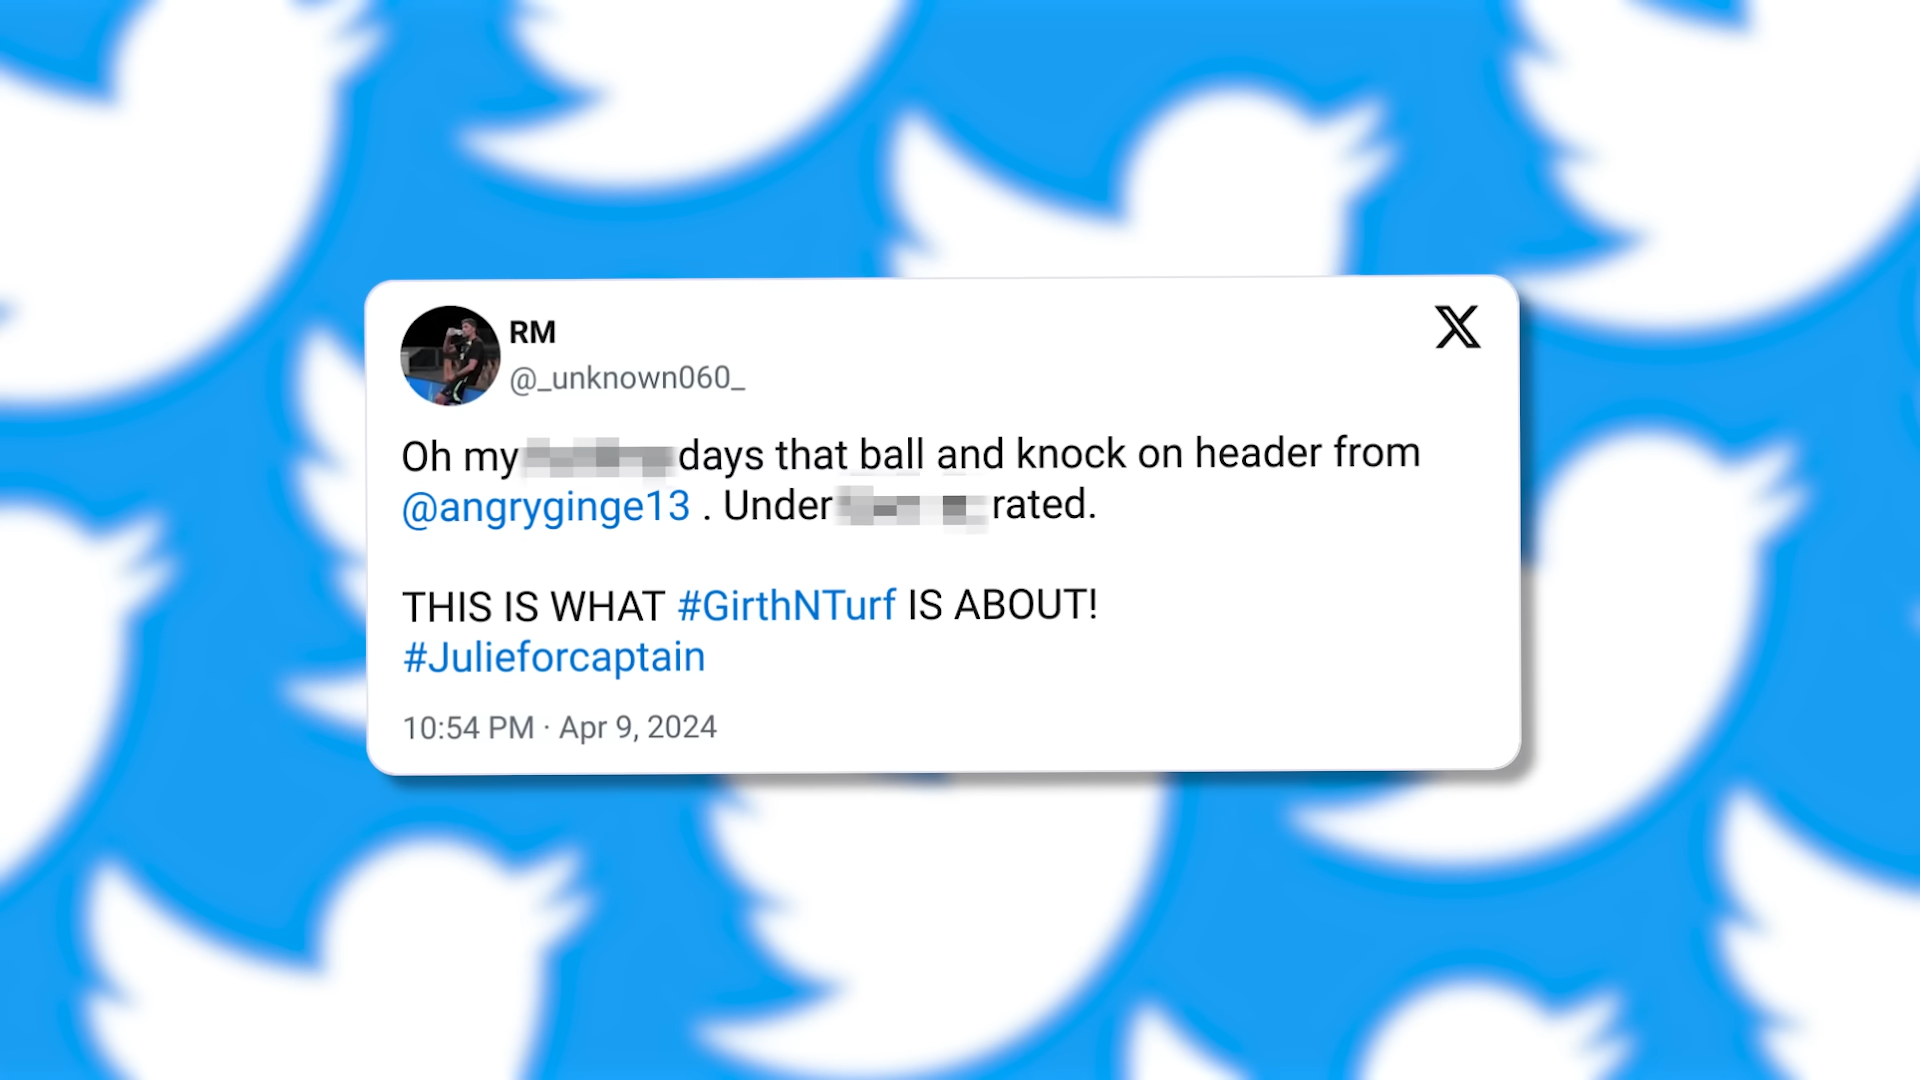 RM
@_unknown060_
Oh my days that ball and knock on header from
@angryginge13 . Under rated.
THIS IS WHAT #GirthNTurf IS ABOUT!
#Julieforcaptain
10:54 PM · Apr 9, 2024